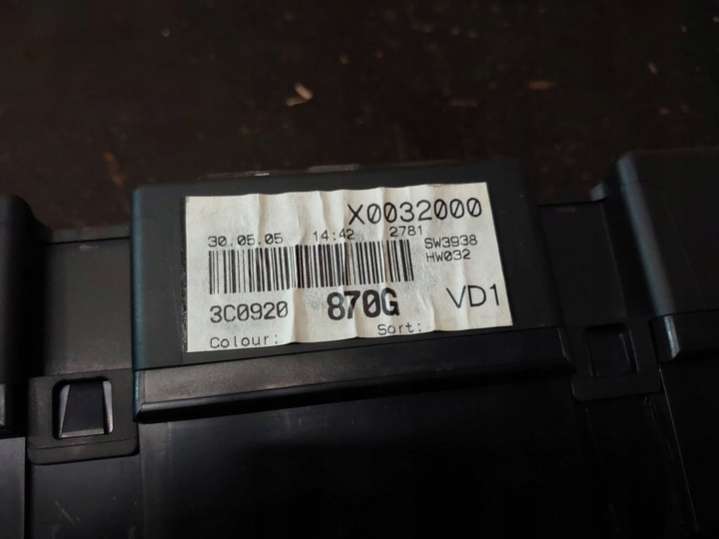 X0032000
30.05.05 14:42 2781
SW3938
HW032
3C0920 870G VD1
Colour: Sort: